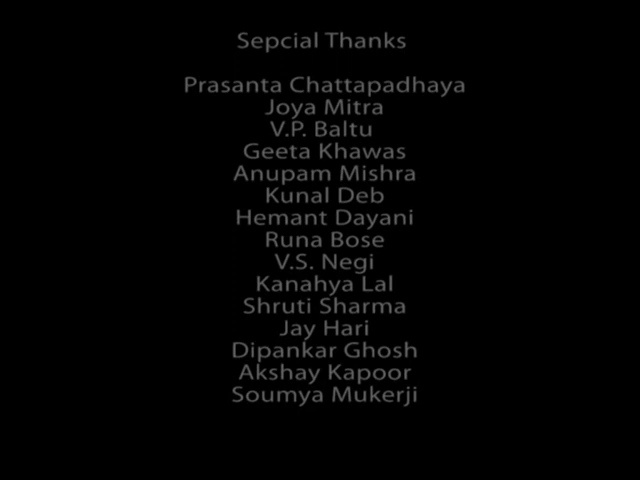 Sepcial Thanks
Prasanta Chattapadhaya
Joya Mitra
V.P. Baltu
Geeta Khawas
Anupam Mishra
Kunal Deb
Hemant Dayani
Runa Bose
V.S. Negi
Kanahya Lal
Shruti Sharma
Jay Hari
Dipankar Ghosh
Akshay Kapoor
Soumya Mukerji